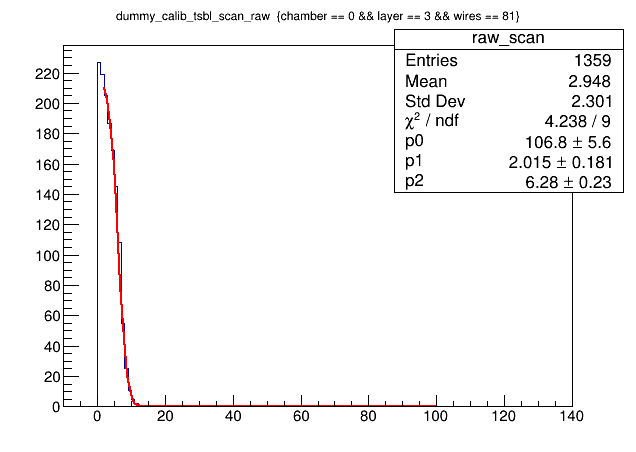 dummy_calib_tsbl_scan_raw {chamber == 0 && layer == 3 && wires == 81}
raw_scan
Entries 1359
Mean 2.948
Std Dev 2.301
χ² / ndf 4.238 / 9
p0 106.8 ± 5.6
p1 2.015 ± 0.181
p2 6.28 ± 0.23
220
200
180
160
140
120
100
80
60
40
20
0
0 20 40 60 80 100 120 140